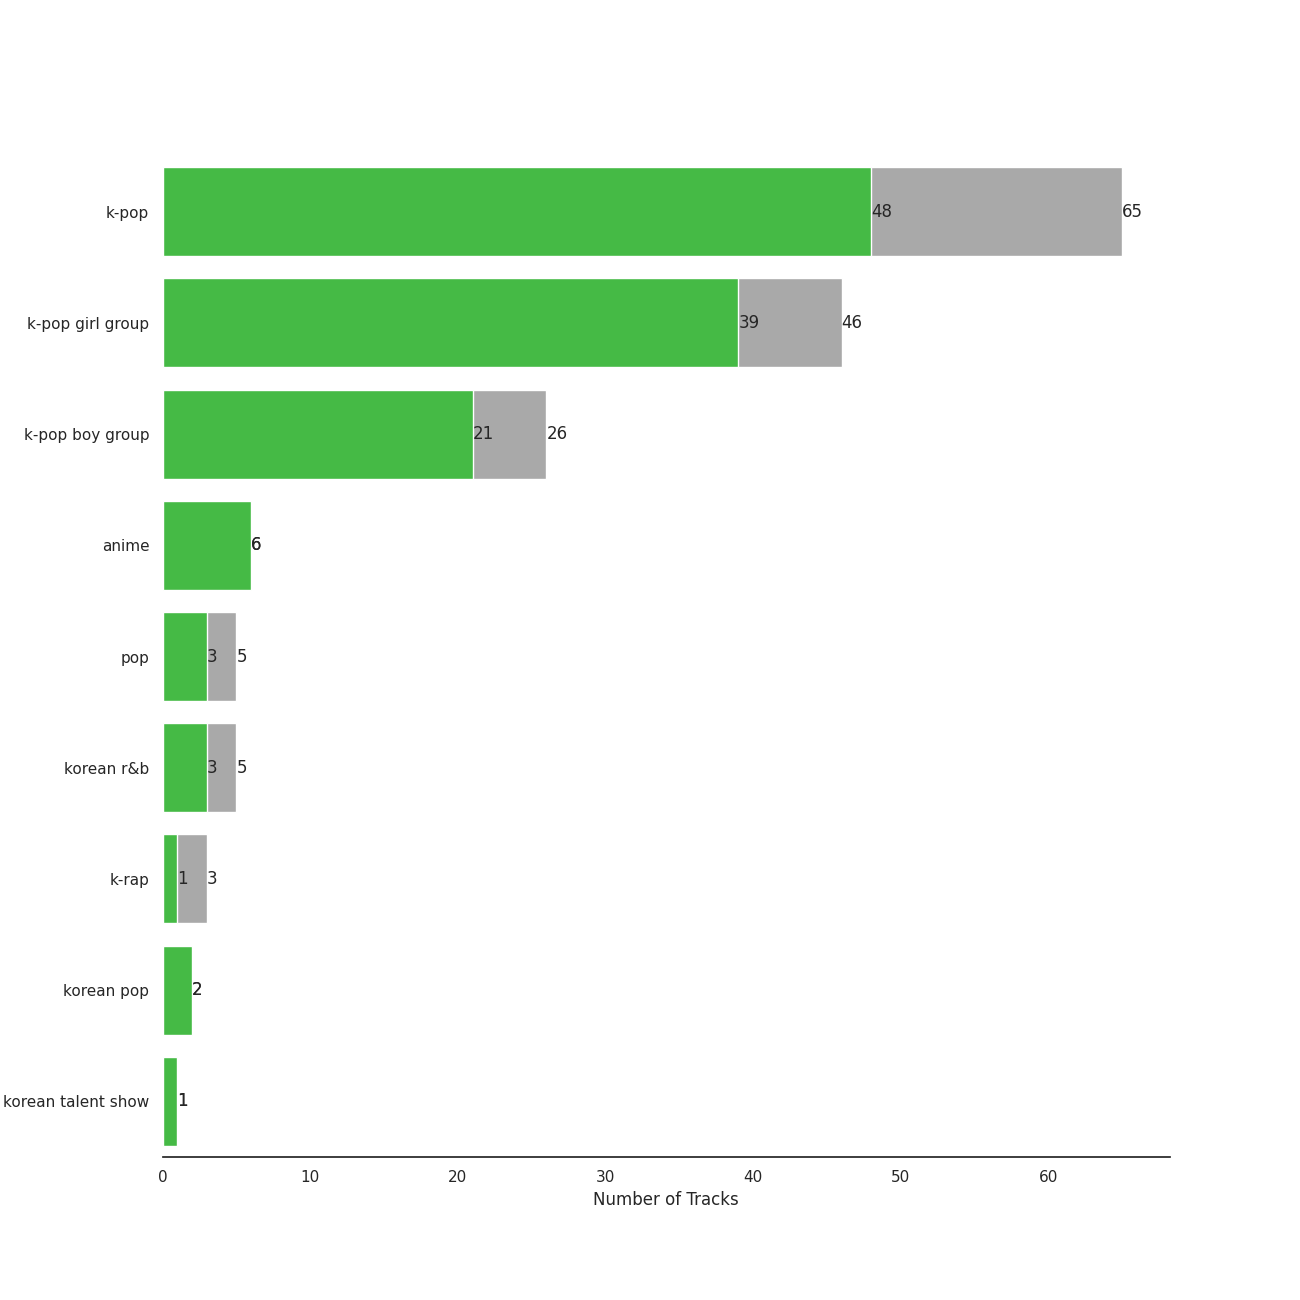 k-pop 48 65
k-pop girl group 39 46
k-pop boy group 21 26
anime 6
pop 3 5
korean r&b 3 5
k-rap 1 3
korean pop 2
korean talent show 1
0 10 20 30 40 50 60
Number of Tracks